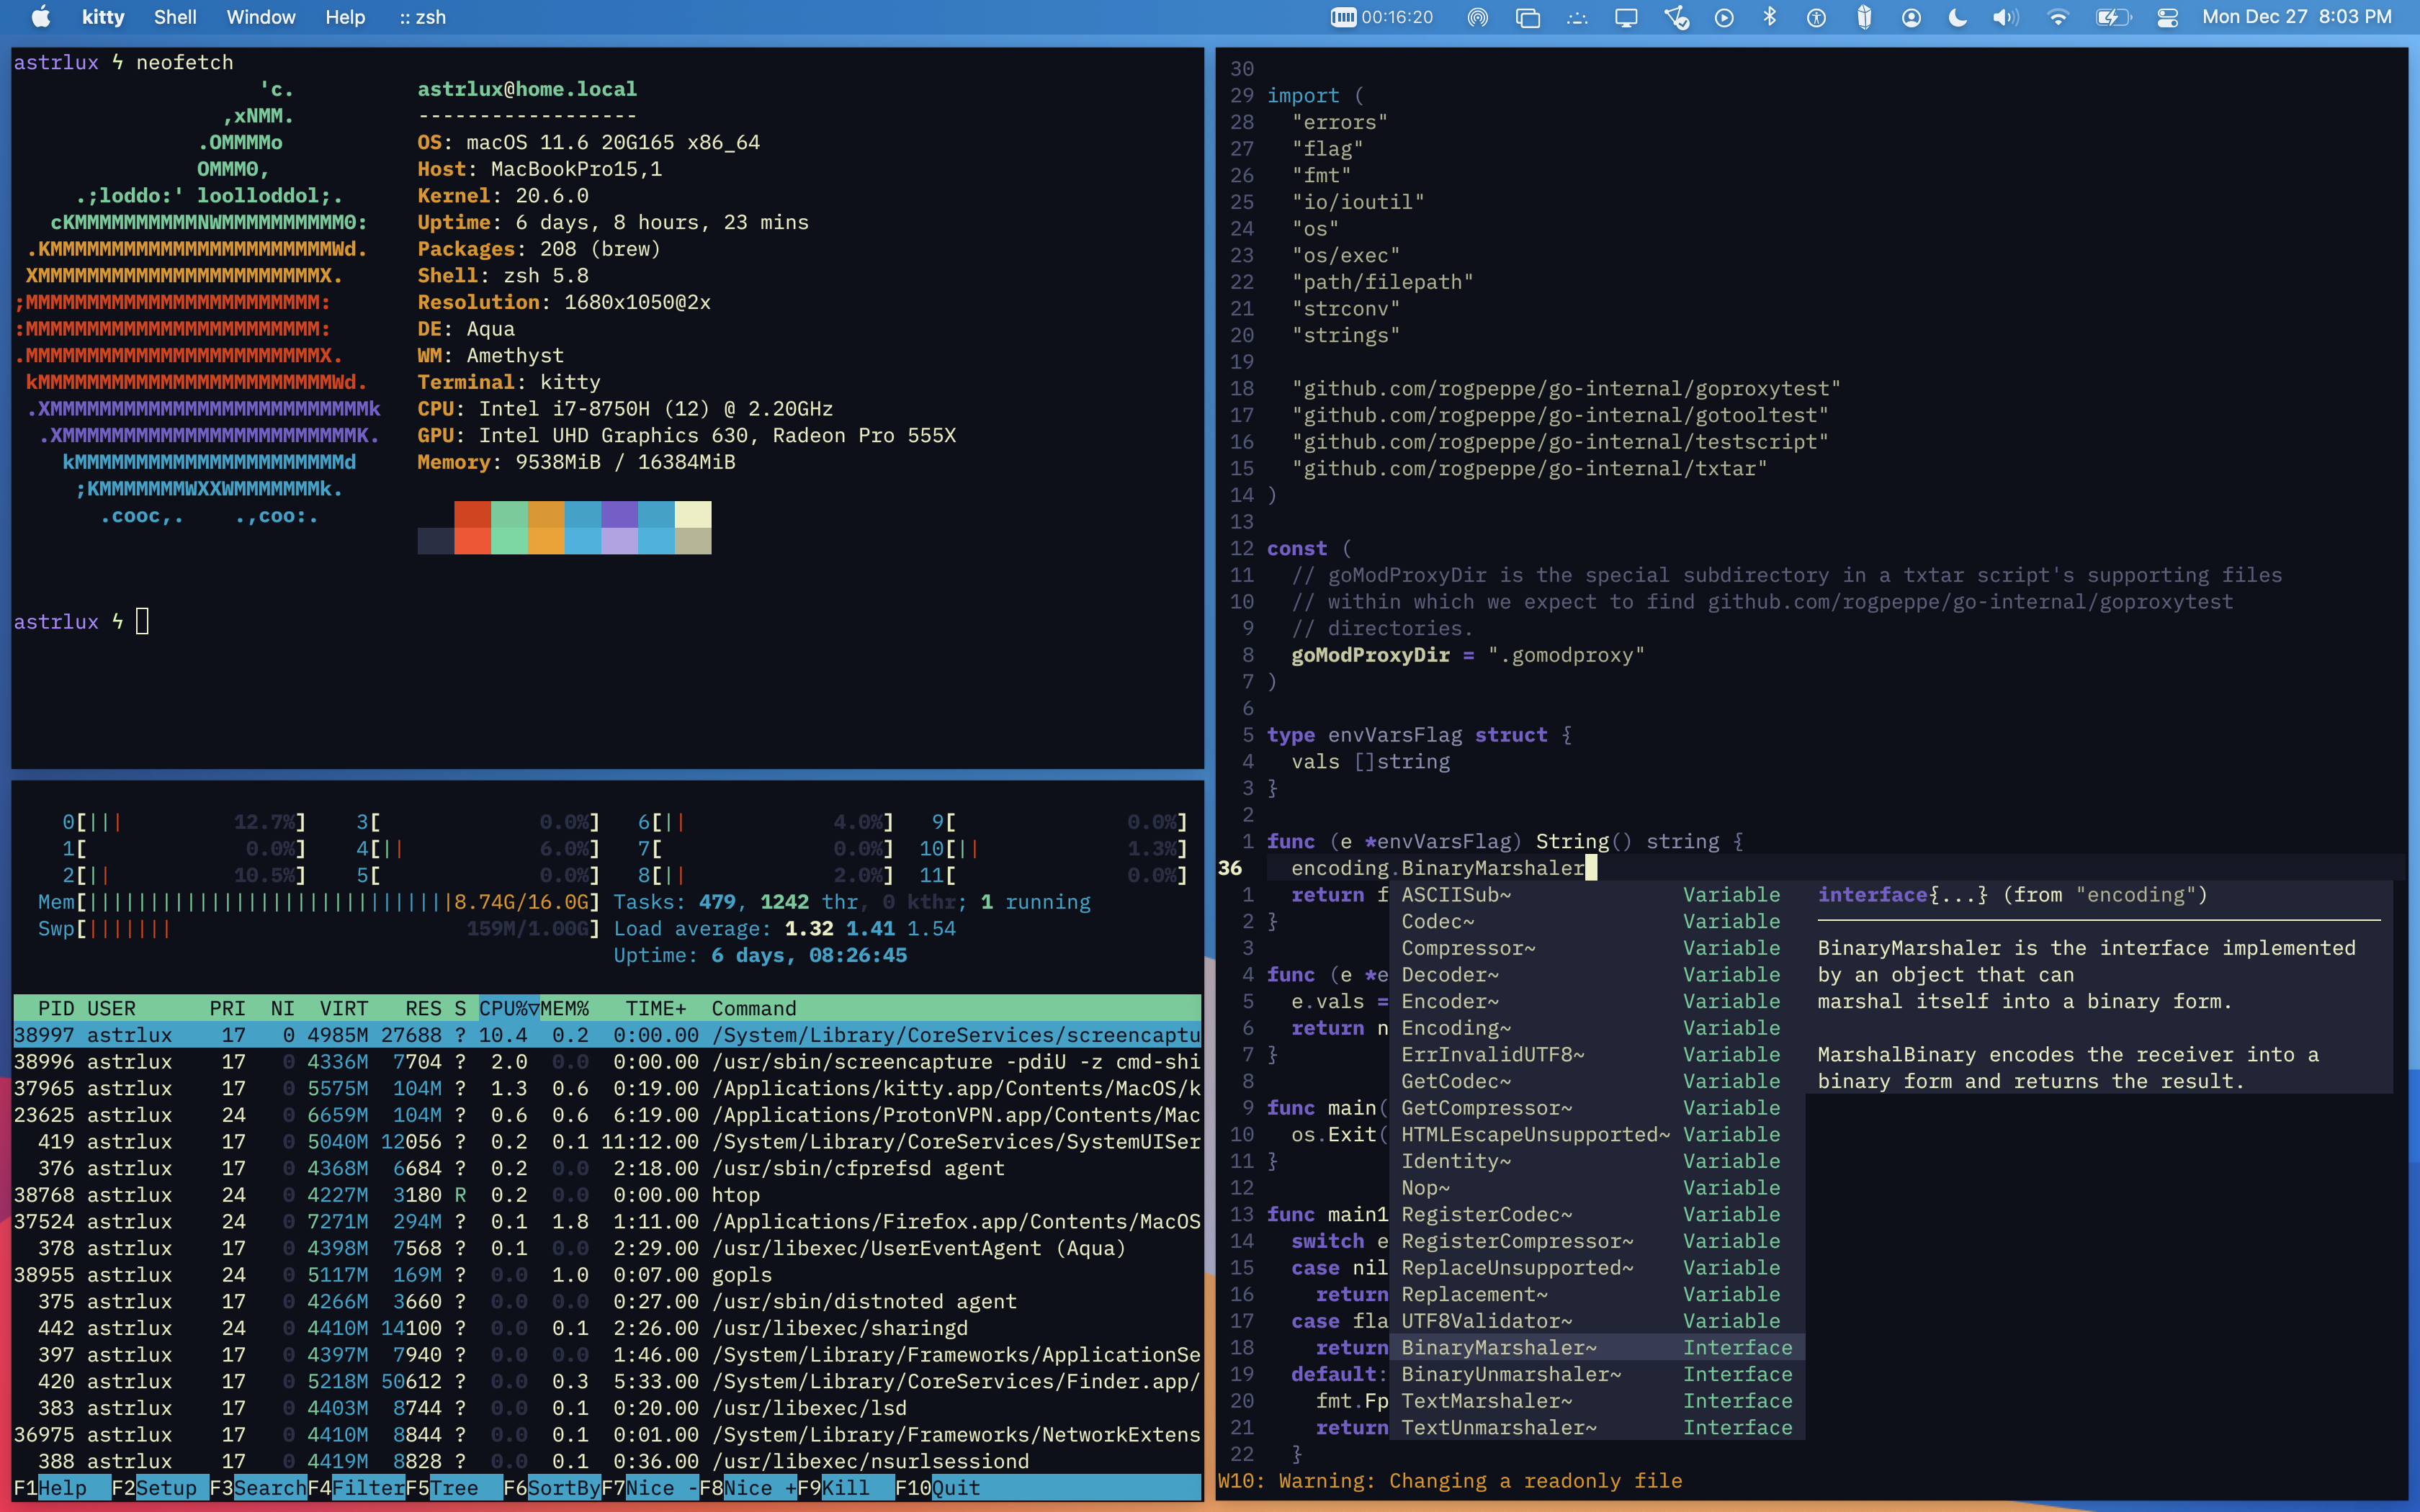 kitty Shell Window Help :: zsh 00:16:20 Mon Dec 27 8:03 PM
astrlux ϟ neofetch
'c.
,xNMM.
.OMMMMo
OMMM0,
.;loddo:' loolloddol;.
cKMMMMMMMMMMNWMMMMMMMMMM0:
.KMMMMMMMMMMMMMMMMMMMMMMMWd.
XMMMMMMMMMMMMMMMMMMMMMMMX.
;MMMMMMMMMMMMMMMMMMMMMMMM:
:MMMMMMMMMMMMMMMMMMMMMMMM:
.MMMMMMMMMMMMMMMMMMMMMMMMX.
kMMMMMMMMMMMMMMMMMMMMMMMMWd.
.XMMMMMMMMMMMMMMMMMMMMMMMMMMk
.XMMMMMMMMMMMMMMMMMMMMMMMMK.
kMMMMMMMMMMMMMMMMMMMMMMd
;KMMMMMMMWXXWMMMMMMMk.
.cooc,. .,coo:.
astrlux@home.local
------------------
OS: macOS 11.6 20G165 x86_64
Host: MacBookPro15,1
Kernel: 20.6.0
Uptime: 6 days, 8 hours, 23 mins
Packages: 208 (brew)
Shell: zsh 5.8
Resolution: 1680x1050@2x
DE: Aqua
WM: Amethyst
Terminal: kitty
CPU: Intel i7-8750H (12) @ 2.20GHz
GPU: Intel UHD Graphics 630, Radeon Pro 555X
Memory: 9538MiB / 16384MiB
astrlux ϟ
0[||| 12.7%] 3[ 0.0%] 6[|| 4.0%] 9[ 0.0%]
1[ 0.0%] 4[|| 6.0%] 7[ 0.0%] 10[|| 1.3%]
2[|| 10.5%] 5[ 0.0%] 8[|| 2.0%] 11[ 0.0%]
Mem[||||||||||||||||||||||||||||||8.74G/16.0G] Tasks: 479, 1242 thr, 0 kthr; 1 running
Swp[||||||| 159M/1.00G] Load average: 1.32 1.41 1.54
Uptime: 6 days, 08:26:45
PID USER PRI NI VIRT RES S CPU%▽MEM% TIME+ Command
38997 astrlux 17 0 4985M 27688 ? 10.4 0.2 0:00.00 /System/Library/CoreServices/screencaptu
38996 astrlux 17 0 4336M 7704 ? 2.0 0.0 0:00.00 /usr/sbin/screencapture -pdiU -z cmd-shi
37965 astrlux 17 0 5575M 104M ? 1.3 0.6 0:19.00 /Applications/kitty.app/Contents/MacOS/k
23625 astrlux 24 0 6659M 104M ? 0.6 0.6 6:19.00 /Applications/ProtonVPN.app/Contents/Mac
419 astrlux 17 0 5040M 12056 ? 0.2 0.1 11:12.00 /System/Library/CoreServices/SystemUISer
376 astrlux 17 0 4368M 6684 ? 0.2 0.0 2:18.00 /usr/sbin/cfprefsd agent
38768 astrlux 24 0 4227M 3180 R 0.2 0.0 0:00.00 htop
37524 astrlux 24 0 7271M 294M ? 0.1 1.8 1:11.00 /Applications/Firefox.app/Contents/MacOS
378 astrlux 17 0 4398M 7568 ? 0.1 0.0 2:29.00 /usr/libexec/UserEventAgent (Aqua)
38955 astrlux 24 0 5117M 169M ? 0.0 1.0 0:07.00 gopls
375 astrlux 17 0 4266M 3660 ? 0.0 0.0 0:27.00 /usr/sbin/distnoted agent
442 astrlux 24 0 4410M 14100 ? 0.0 0.1 2:26.00 /usr/libexec/sharingd
397 astrlux 17 0 4397M 7940 ? 0.0 0.0 1:46.00 /System/Library/Frameworks/ApplicationSe
420 astrlux 17 0 5218M 50612 ? 0.0 0.3 5:33.00 /System/Library/CoreServices/Finder.app/
383 astrlux 17 0 4403M 8744 ? 0.0 0.1 0:20.00 /usr/libexec/lsd
36975 astrlux 17 0 4410M 8844 ? 0.0 0.1 0:01.00 /System/Library/Frameworks/NetworkExtens
388 astrlux 17 0 4419M 8828 ? 0.0 0.1 0:36.00 /usr/libexec/nsurlsessiond
F1Help F2Setup F3SearchF4FilterF5Tree F6SortByF7Nice -F8Nice +F9Kill F10Quit
30
29 import (
28 "errors"
27 "flag"
26 "fmt"
25 "io/ioutil"
24 "os"
23 "os/exec"
22 "path/filepath"
21 "strconv"
20 "strings"
19
18 "github.com/rogpeppe/go-internal/goproxytest"
17 "github.com/rogpeppe/go-internal/gotooltest"
16 "github.com/rogpeppe/go-internal/testscript"
15 "github.com/rogpeppe/go-internal/txtar"
14 )
13
12 const (
11 // goModProxyDir is the special subdirectory in a txtar script's supporting files
10 // within which we expect to find github.com/rogpeppe/go-internal/goproxytest
9 // directories.
8 goModProxyDir = ".gomodproxy"
7 )
6
5 type envVarsFlag struct {
4 vals []string
3 }
2
1 func (e *envVarsFlag) String() string {
36 encoding.BinaryMarshaler
1 return f ASCIISub~ Variable interface{...} (from "encoding")
2 } Codec~ Variable
3 Compressor~ Variable BinaryMarshaler is the interface implemented
4 func (e *e Decoder~ Variable by an object that can
5 e.vals = Encoder~ Variable marshal itself into a binary form.
6 return n Encoding~ Variable
7 } ErrInvalidUTF8~ Variable MarshalBinary encodes the receiver into a
8 GetCodec~ Variable binary form and returns the result.
9 func main( GetCompressor~ Variable
10 os.Exit( HTMLEscapeUnsupported~ Variable
11 } Identity~ Variable
12 Nop~ Variable
13 func main1 RegisterCodec~ Variable
14 switch e RegisterCompressor~ Variable
15 case nil ReplaceUnsupported~ Variable
16 return Replacement~ Variable
17 case fla UTF8Validator~ Variable
18 return BinaryMarshaler~ Interface
19 default: BinaryUnmarshaler~ Interface
20 fmt.Fp TextMarshaler~ Interface
21 return TextUnmarshaler~ Interface
22 }
W10: Warning: Changing a readonly file